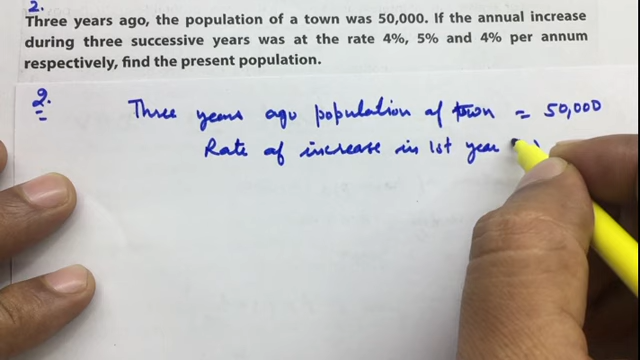 2.
Three years ago, the population of a town was 50,000. If the annual increase
during three successive years was at the rate 4%, 5% and 4% per annum
respectively, find the present population.
2.
Three years ago population of town = 50,000
Rate of increase in 1st year